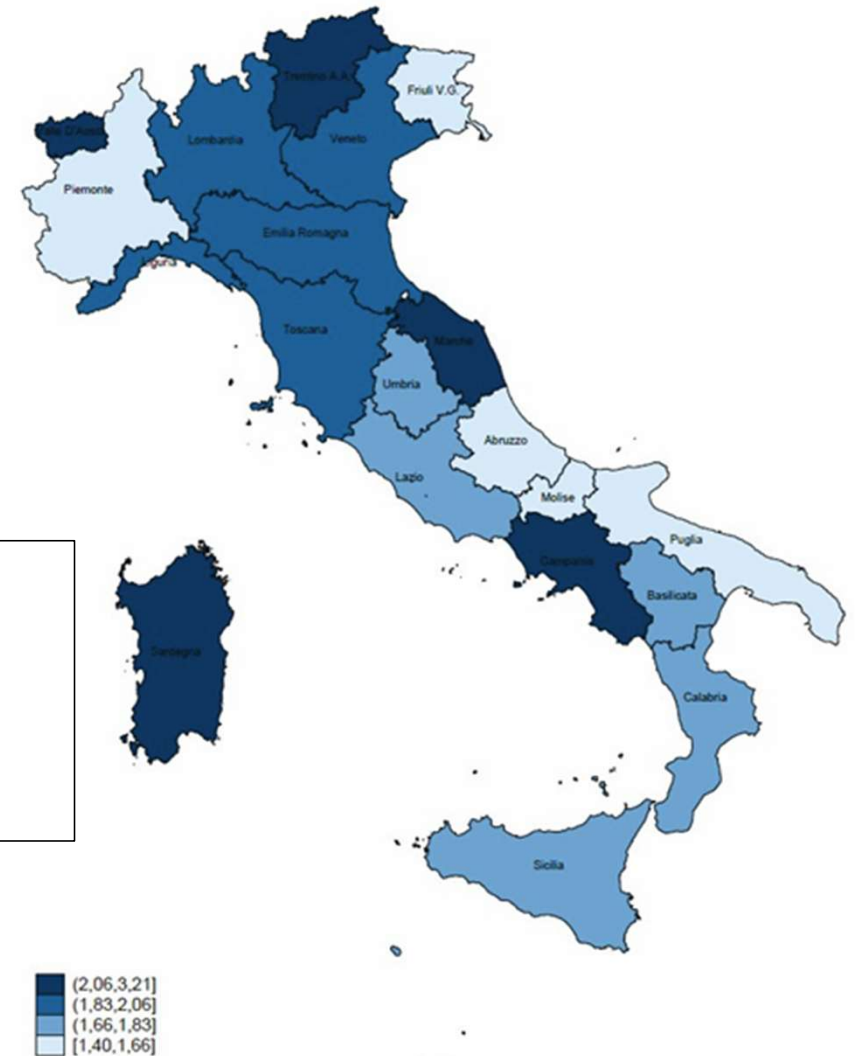 Trentino A.A.
Friuli V.G.
Valle D'Aosta
Lombardia
Veneto
Piemonte
Emilia Romagna
Liguria
Toscana
Marche
Umbria
Abruzzo
Lazio
Molise
Puglia
Campania
Basilicata
Sardegna
Calabria
Sicilia
(2,06,3,21]
(1,83,2,06]
(1,66,1,83]
[1,40,1,66]